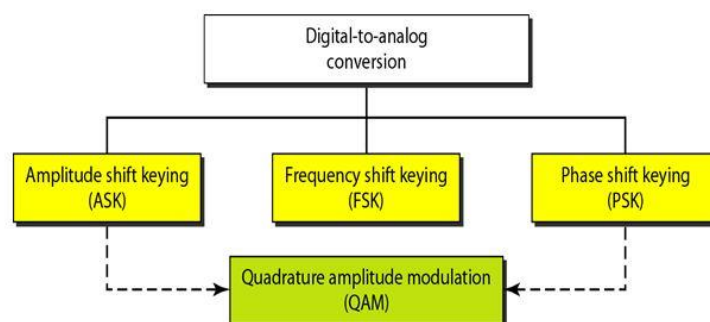 Digital-to-analog
conversion
Amplitude shift keying
(ASK)
Frequency shift keying
(FSK)
Phase shift keying
(PSK)
Quadrature amplitude modulation
(QAM)